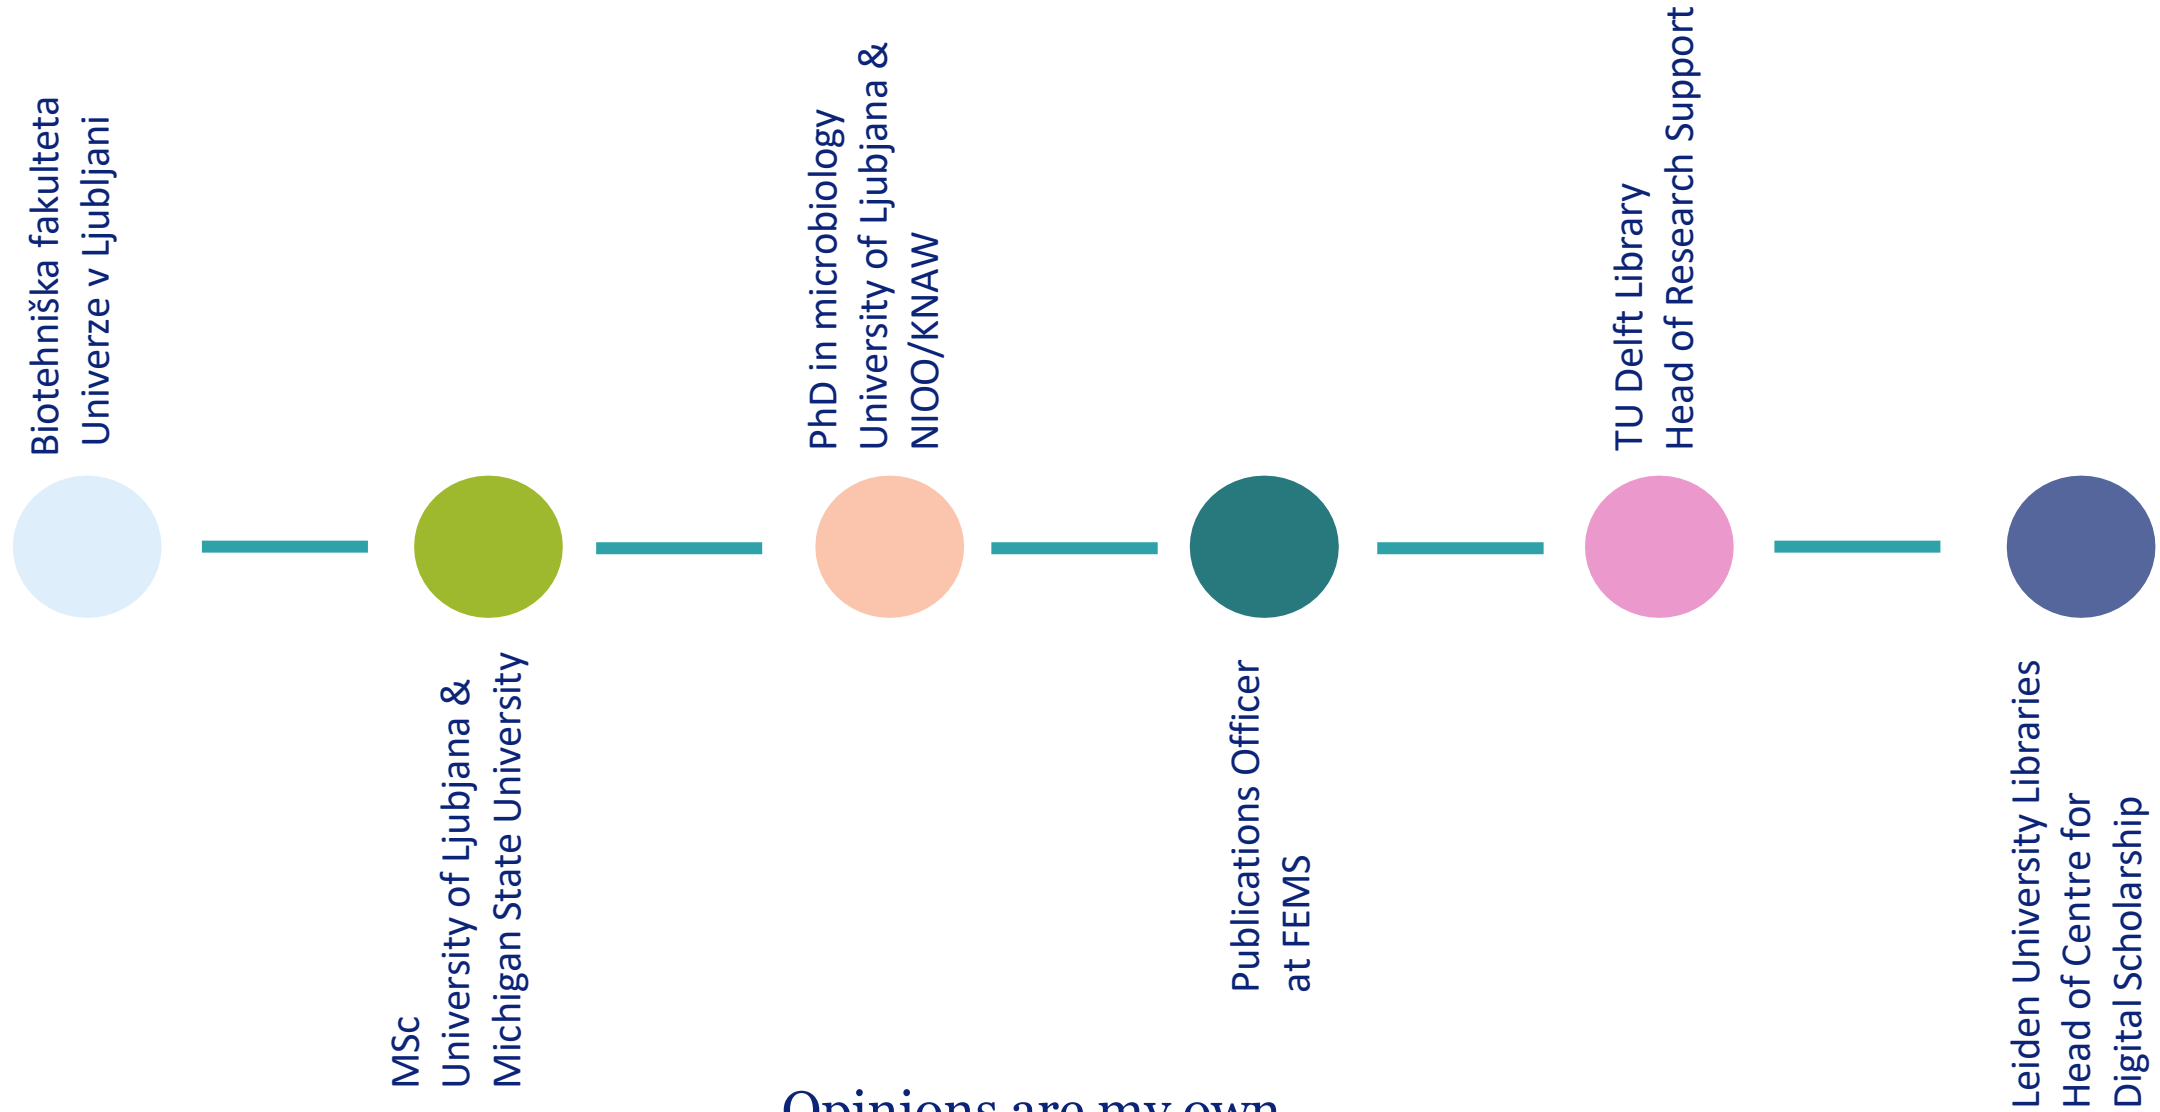 Biotehniška fakulteta
Univerze v Ljubljani
MSc
University of Ljubjana &
Michigan State University
PhD in microbiology
University of Ljubjana &
NIOO/KNAW
Publications Officer
at FEMS
TU Delft Library
Head of Research Support
Leiden University Libraries
Head of Centre for
Digital Scholarship
Opinions are my own